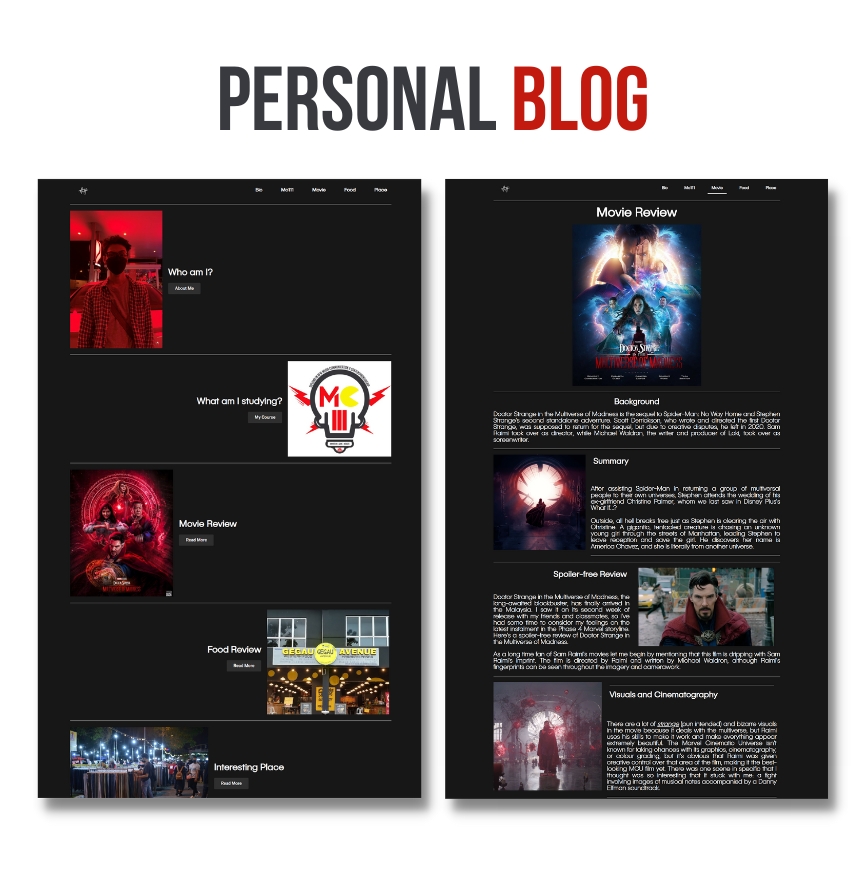 PERSONAL BLOG
Bio Mc111 Movie Food Place
Who am I?
About Me
What am I studying?
My Course
MC
Movie Review
Read More
Food Review
Read More
GEGAU GEGAU AVENUE
Interesting Place
Read More
Bio Mc111 Movie Food Place
Movie Review
DOCTOR STRANGE
MULTIVERSE OF MADNESS
Background
Doctor Strange in the Multiverse of Madness is the sequel to Spider-Man: No Way Home and Stephen
Strange's second standalone adventure. Scott Derrickson, who wrote and directed the first Doctor
Strange, was supposed to return for the sequel, but due to creative disputes, he left in 2020. Sam
Raimi took over as director, while Michael Waldron, the writer and producer of Loki, took over as
screenwriter.
Summary
After assisting Spider-Man in returning a group of multiversal
people to their own universes, Stephen attends the wedding of his
ex-girlfriend Christine Palmer, whom we last saw in Disney Plus's
What If...?
Outside, all hell breaks free just as Stephen is clearing the air with
Christine. A gigantic, tentacled creature is chasing an unknown
young girl through the streets of Manhattan, leading Stephen to
leave reception and save the girl. He discovers her name is
America Chavez, and she is literally from another universe.
Spoiler-free Review
Doctor Strange in the Multiverse of Madness, the
long-awaited blockbuster, has finally arrived in
the Malaysia. I saw it on its second week of
release with my friends and classmates, so I've
had some time to consider my feelings on the
latest instalment in the Phase 4 Marvel storyline.
Here's a spoiler-free review of Doctor Strange in
the Multiverse of Madness.
As a long time fan of Sam Raimi's movies let me begin by mentioning that this film is dripping with Sam
Raimi's imprint. The film is directed by Raimi and written by Michael Waldron, although Raimi's
fingerprints can be seen throughout the imagery and camerawork.
Visuals and Cinematography
There are a lot of strange (pun intended) and bizarre visuals
in the movie because it deals with the multiverse, but Raimi
uses his skills to make it work and make everything appear
extremely beautiful. The Marvel Cinematic Universe isn't
known for taking chances with its graphics, cinematography,
or colour grading, but it's obvious that Raimi was given
creative control over that area of the film, making it the best-
looking MCU film yet. There was one scene in specific that I
thought was so interesting that it stuck with me: a fight
involving images of musical notes accompanied by a Danny
Elfman soundtrack.